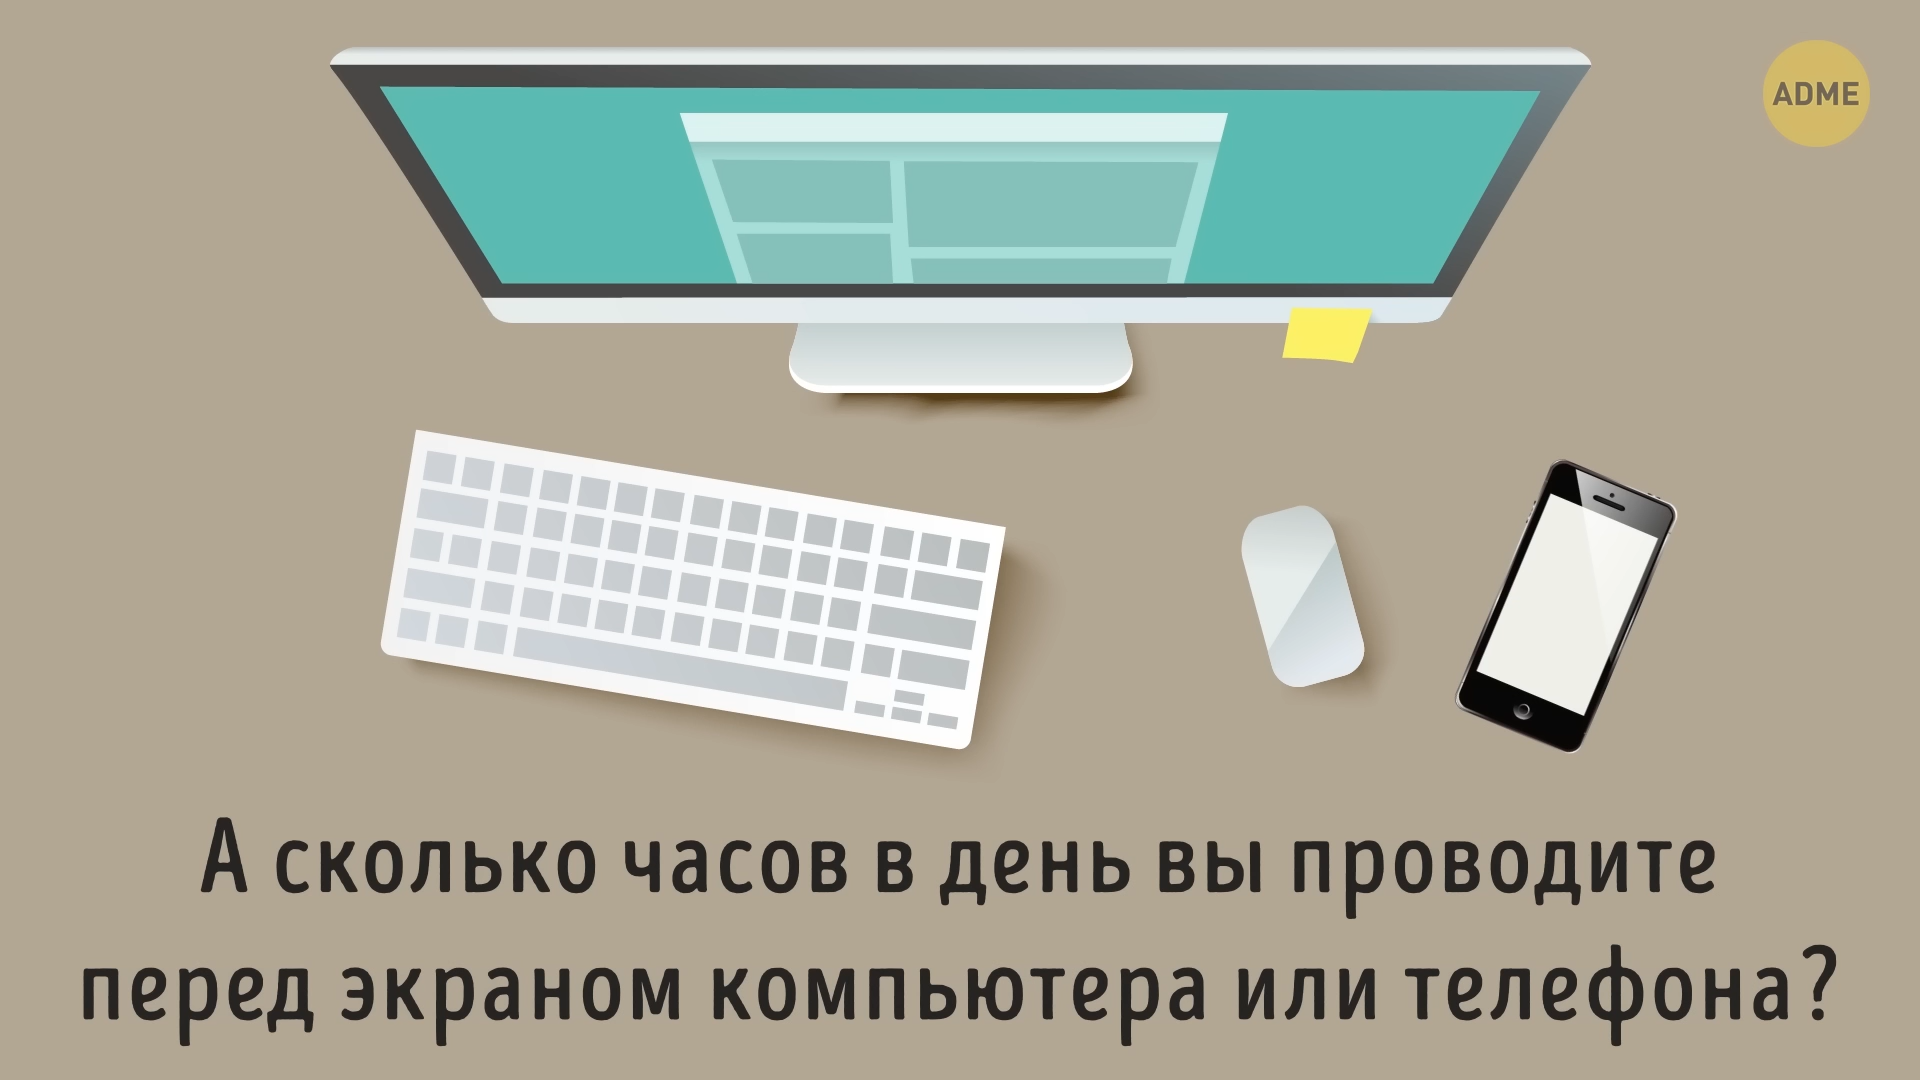 ADME
А сколько часов в день вы проводите
перед экраном компьютера или телефона?